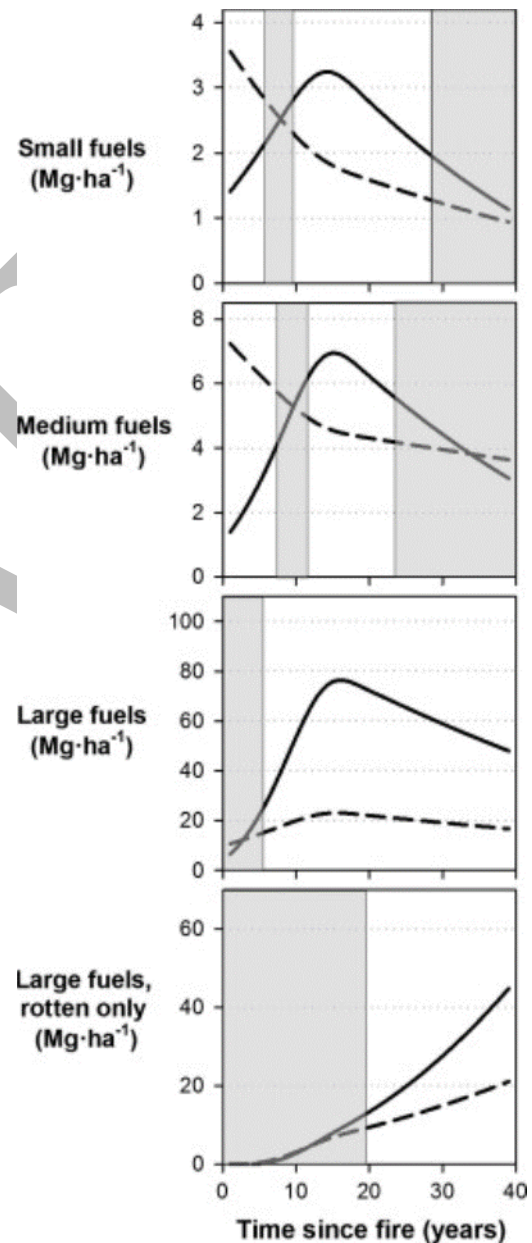 4
3
Small fuels
(Mg·ha⁻¹)
2
1
0
8
6
Medium fuels
(Mg·ha⁻¹)
4
2
0
100
80
Large fuels
(Mg·ha⁻¹)
60
40
20
0
60
Large fuels,
rotten only
(Mg·ha⁻¹)
40
20
0
0 10 20 30 40
Time since fire (years)